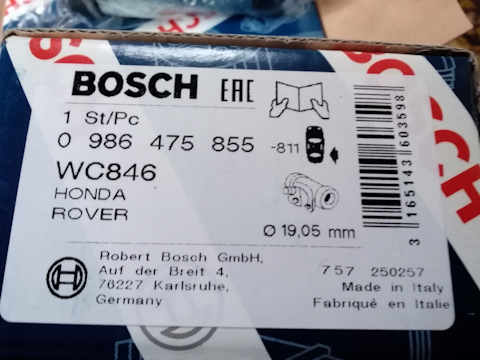 BOSCH EAC
1 St/Pc
0 986 475 855 -811
WC846
HONDA
ROVER
Ø 19,05 mm
3 165143 603598
Robert Bosch GmbH,
Auf der Breit 4,
76227 Karlsruhe,
Germany
757 250257
Made in Italy
Fabriqué en Italie
SCH